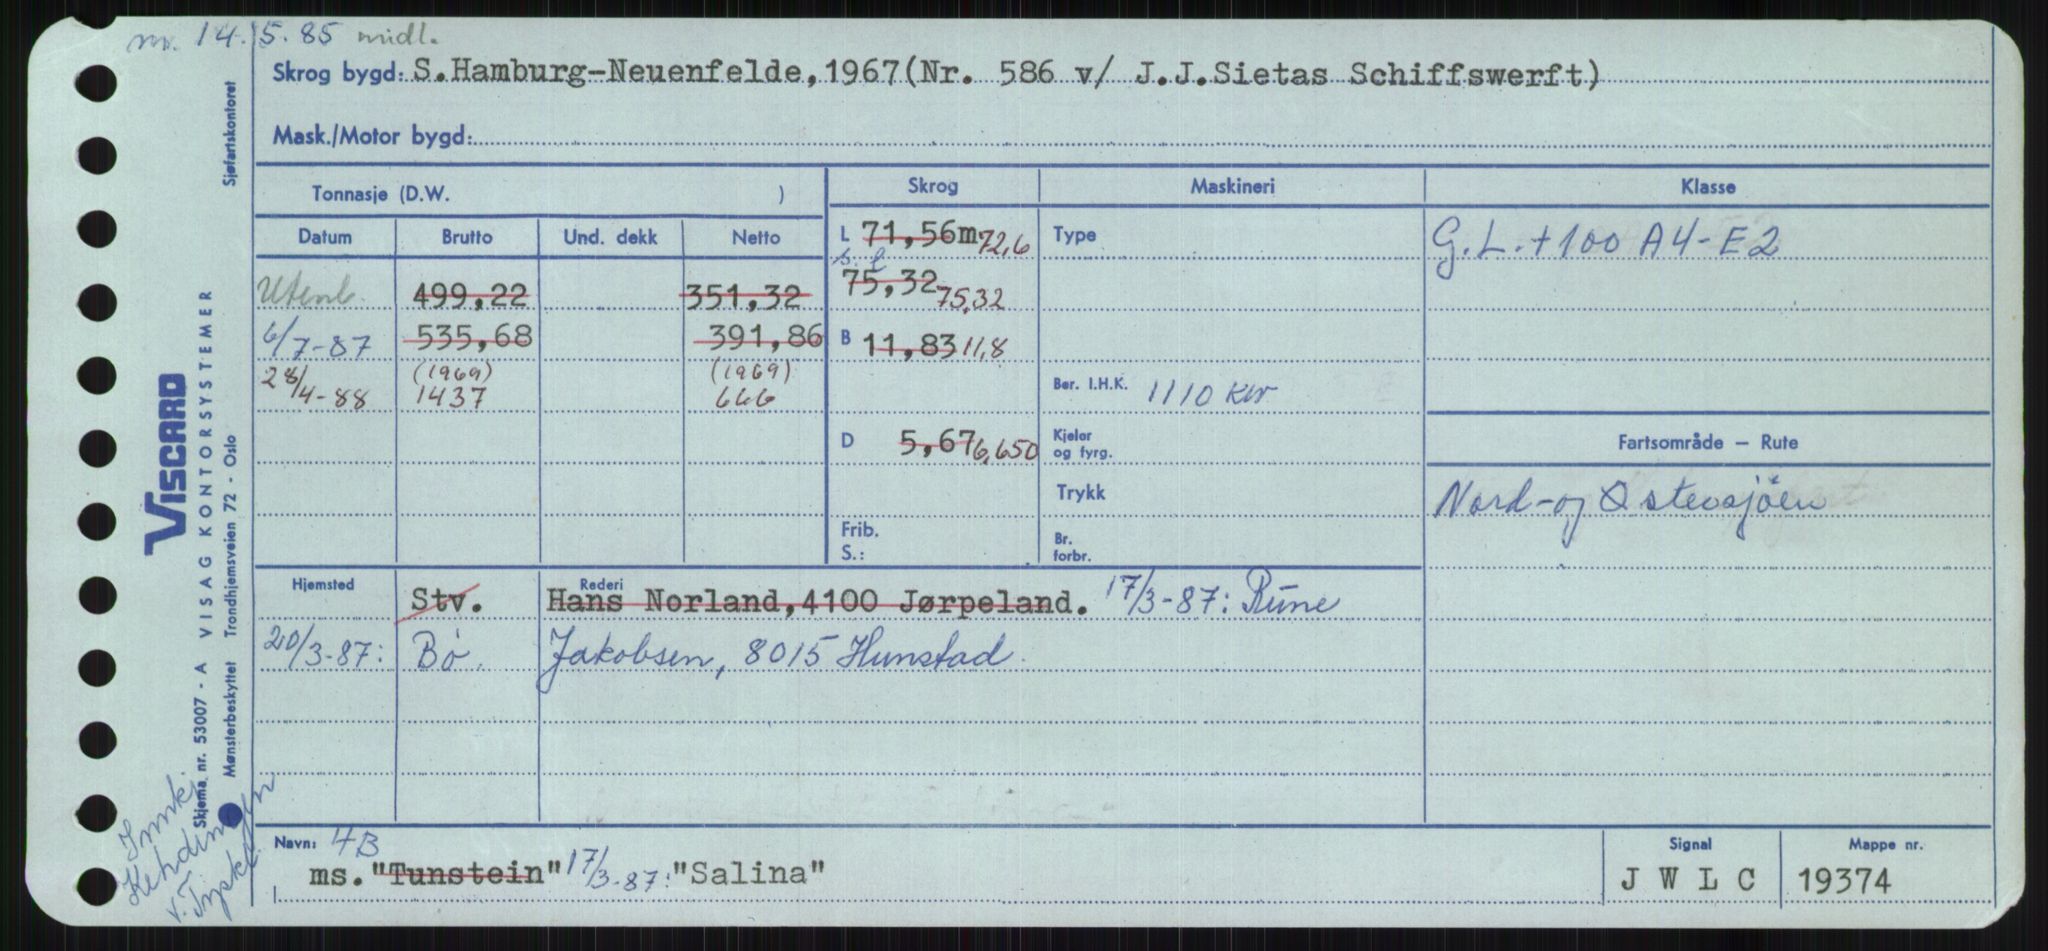 nr. 14.5.85 midl.
Skrog bygd: S.Hamburg-Neuenfelde,1967(Nr. 586 v/ J.J.Sietas Schiffswerft)
Mask./Motor bygd:
Tonnasje (D.W. )
Skrog Maskineri Klasse
Datum Brutto Und. dekk Netto
L 71,56m 72,6 Type G.L.+100 A4-E2
s. l
Utenl. 499,22 351,32 75,32 75,32
6/7-87 535,68 391,86 B 11,83 11,8
(1969) (1969)
28/4-88 1437 666 Ber. I.H.K. 1110 kw
D 5,67 6,650 Kjeler og fyrg. Fartsområde – Rute
Trykk Nord-og Østersjøen
Frib. S.: Br. forbr.
Hjemsted Rederi
Stv. Hans Norland,4100 Jørpeland. 17/3-87: Rune
20/3-87: Bø. Jakobsen, 8015 Hunstad.
Navn: 4B Signal Mappe nr.
ms."Tunstein" 17/3-87: "Salina" J W L C 19374
Sjøfartskontoret
VISCARD
VISAG KONTORSYSTEMER
Trondhjemsveien 72 - Oslo
Skjema nr. 53007 - A
Mønsterbeskyttet
Innk.
v. Tyskl.